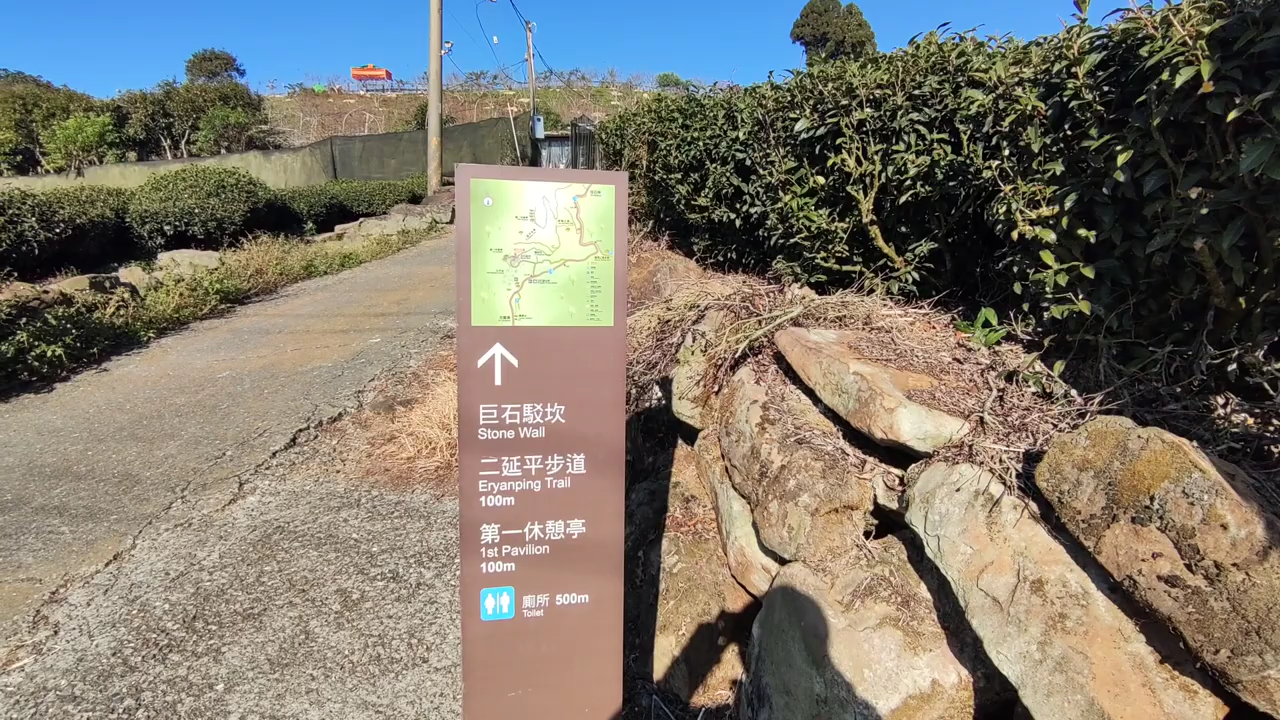 巨石駁坎
Stone Wall
二延平步道
Eryanping Trail
100m
第一休憩亭
1st Pavilion
100m
廁所 500m
Toilet